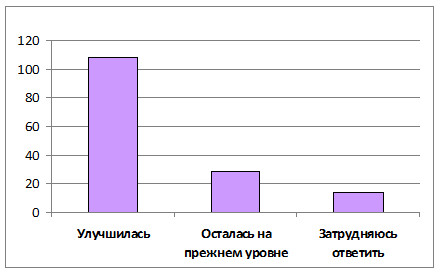 120
100
80
60
40
20
0
Улучшилась
Осталась на
прежнем уровне
Затрудняюсь
ответить